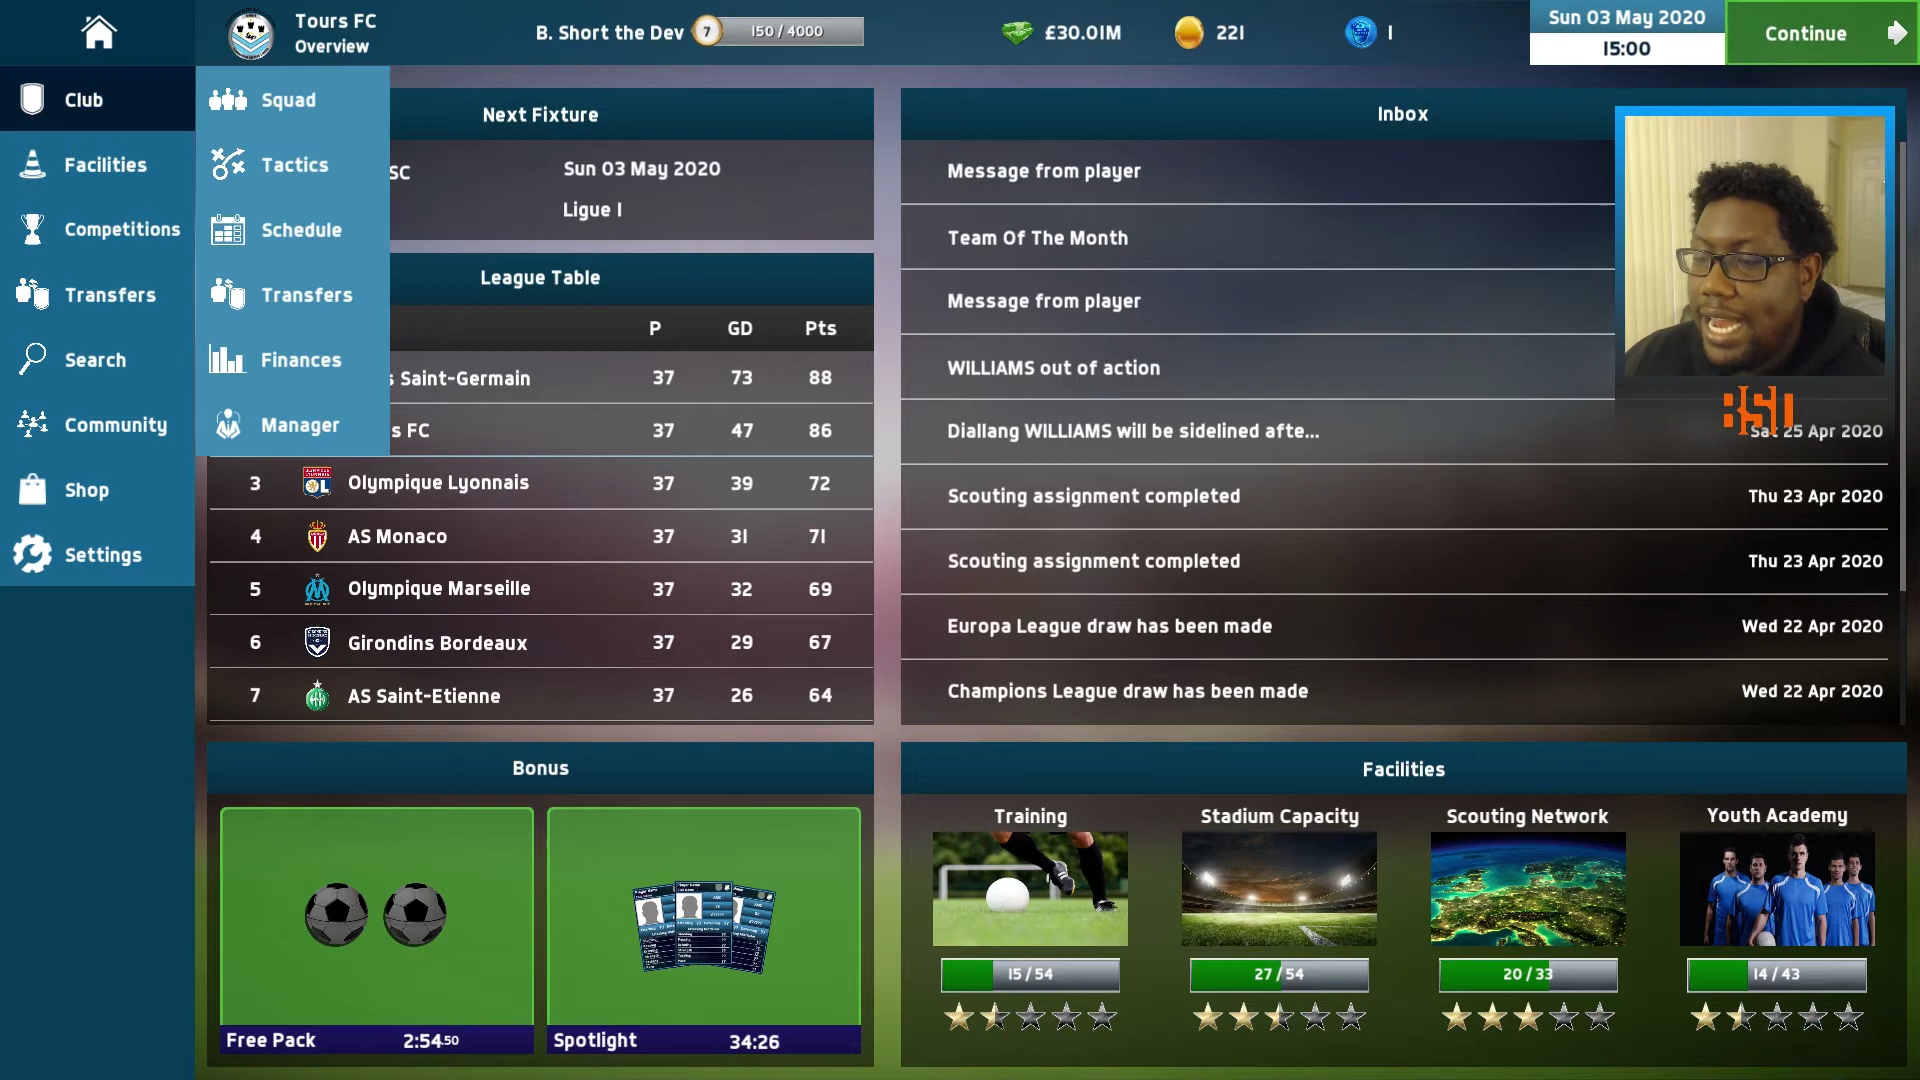 Tours FC
Overview
B. Short the Dev
7
150 / 4000
£30.01M
221
1
Sun 03 May 2020
15:00
Continue
Club
Facilities
Competitions
Transfers
Search
Community
Shop
Settings
Squad
Tactics
Schedule
Transfers
Finances
Manager
Next Fixture
SC
Sun 03 May 2020
Ligue 1
League Table
P GD Pts
s Saint-Germain 37 73 88
s FC 37 47 86
3 Olympique Lyonnais 37 39 72
4 AS Monaco 37 31 71
5 Olympique Marseille 37 32 69
6 Girondins Bordeaux 37 29 67
7 AS Saint-Etienne 37 26 64
Inbox
Message from player
Team Of The Month
Message from player
WILLIAMS out of action
Diallang WILLIAMS will be sidelined afte... Sat 25 Apr 2020
Scouting assignment completed Thu 23 Apr 2020
Scouting assignment completed Thu 23 Apr 2020
Europa League draw has been made Wed 22 Apr 2020
Champions League draw has been made Wed 22 Apr 2020
BSD
Bonus
Free Pack 2:54.50
Spotlight 34:26
Facilities
Training
Stadium Capacity
Scouting Network
Youth Academy
15 / 54
27 / 54
20 / 33
14 / 43